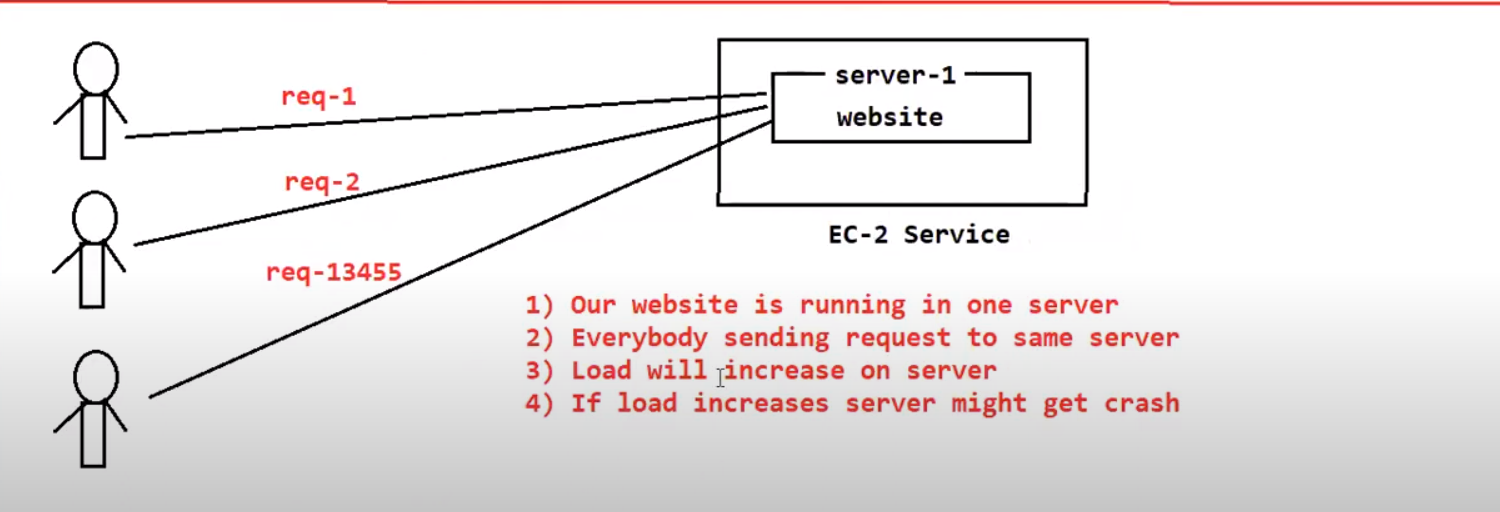 server-1
req-1
website
req-2
EC-2 Service
req-13455
1) Our website is running in one server
2) Everybody sending request to same server
3) Load will increase on server
4) If load increases server might get crash